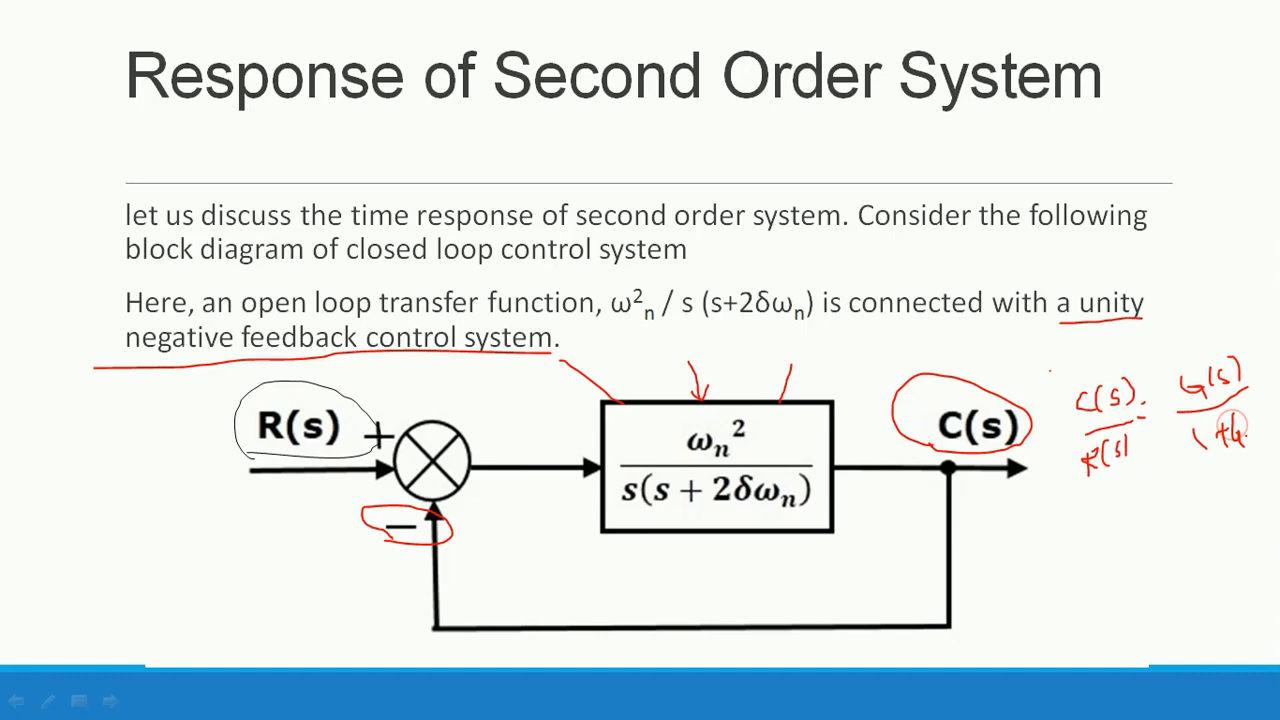 Response of Second Order System
let us discuss the time response of second order system. Consider the following
block diagram of closed loop control system
Here, an open loop transfer function, ω²ₙ / s (s+2δωₙ) is connected with a unity
negative feedback control system.
R(s)
+
−
ωₙ²
s(s + 2δωₙ)
C(s)
C(s)
R(s)
G(s)
1+G